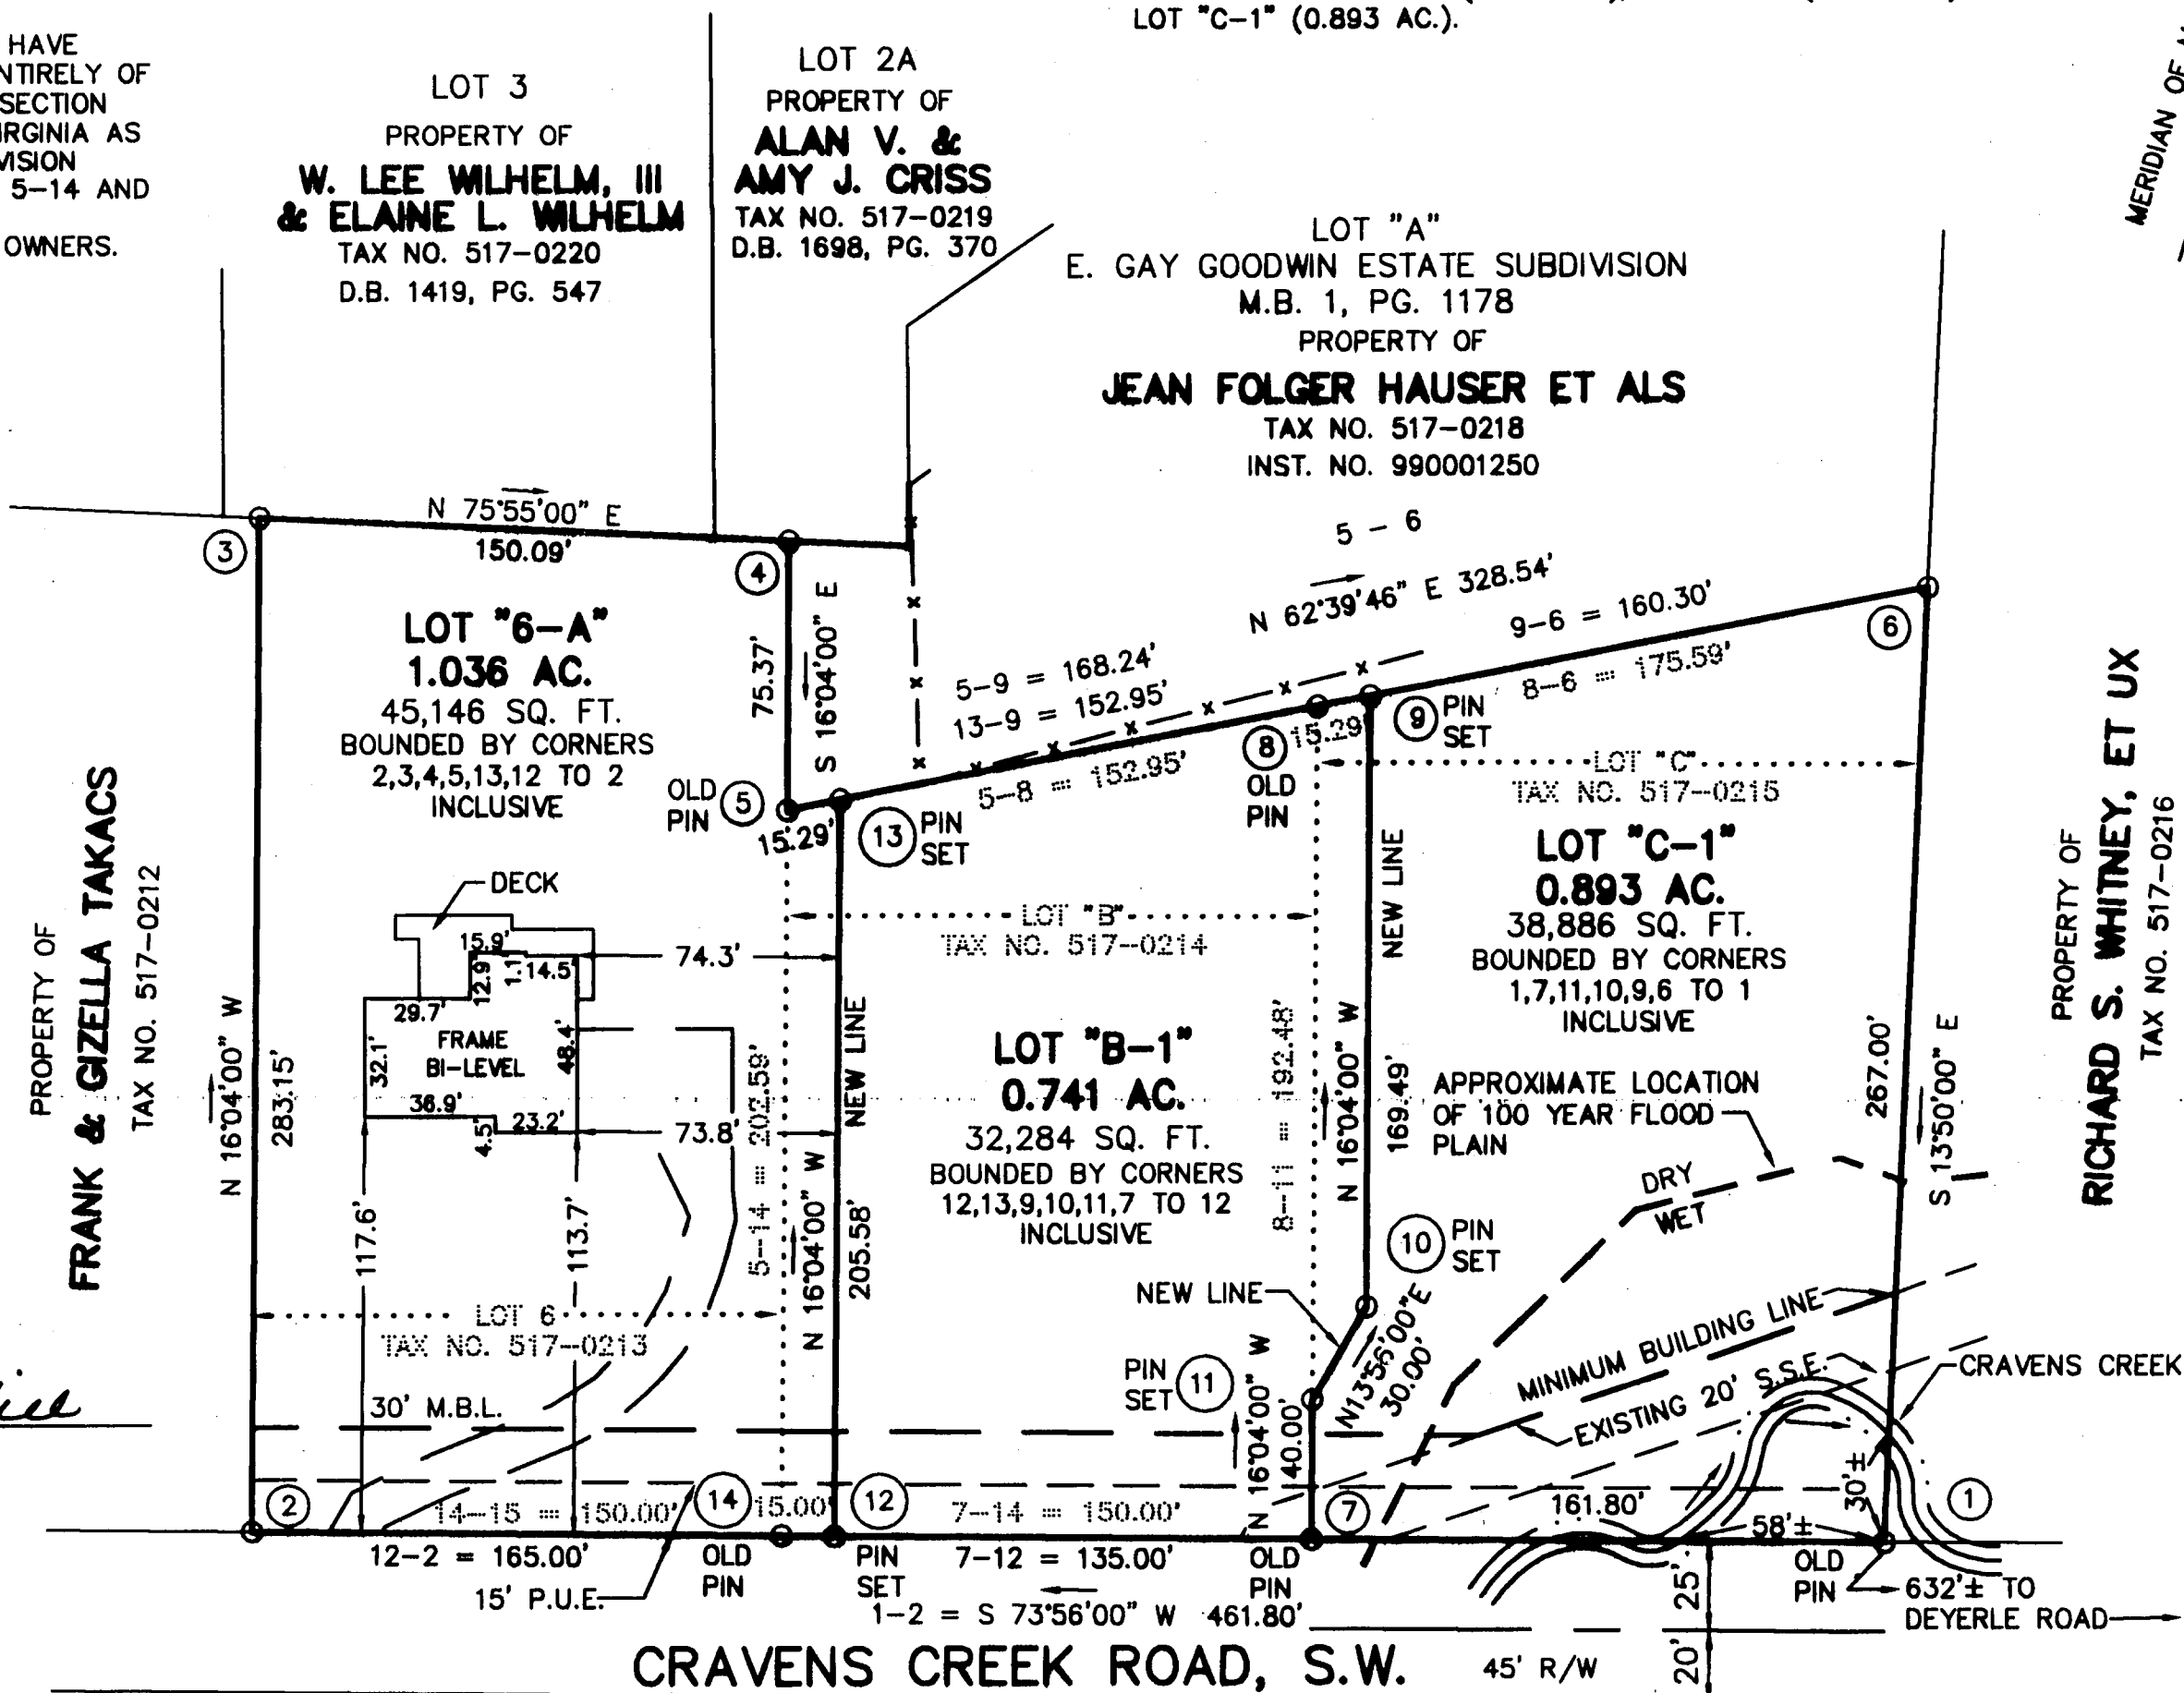 LOT "C-1" (0.893 AC.).
HAVE
ENTIRELY OF
SECTION
VIRGINIA AS
5-14 AND
OWNERS.
MERIDIAN OF
LOT 3
PROPERTY OF
W. LEE WILHELM, III
& ELAINE L. WILHELM
TAX NO. 517-0220
D.B. 1419, PG. 547
LOT 2A
PROPERTY OF
ALAN V. &
AMY J. CRISS
TAX NO. 517-0219
D.B. 1698, PG. 370
LOT "A"
E. GAY GOODWIN ESTATE SUBDIVISION
M.B. 1, PG. 1178
PROPERTY OF
JEAN FOLGER HAUSER ET ALS
TAX NO. 517-0218
INST. NO. 990001250
5 - 6
N 62°39'46" E 328.54'
9-6 = 160.30'
8-6 = 175.59'
5-9 = 168.24'
13-9 = 152.95'
5-8 = 152.95'
N 75°55'00" E
150.09'
3
4
6
LOT "6-A"
1.036 AC.
45,146 SQ. FT.
BOUNDED BY CORNERS
2,3,4,5,13,12 TO 2
INCLUSIVE
75.37'
S 16°04'00" E
OLD
PIN
5
15.29'
13
PIN
SET
8
OLD
PIN
15.29'
9
PIN
SET
LOT "C"
TAX NO. 517-0215
LOT "C-1"
0.893 AC.
38,886 SQ. FT.
BOUNDED BY CORNERS
1,7,11,10,9,6 TO 1
INCLUSIVE
LOT "B"
TAX NO. 517-0214
LOT "B-1"
0.741 AC.
32,284 SQ. FT.
BOUNDED BY CORNERS
12,13,9,10,11,7 TO 12
INCLUSIVE
PROPERTY OF
FRANK & GIZELLA TAKACS
TAX NO. 517-0212
N 16°04'00" W
283.15'
DECK
15.9'
12.9'
1.1'
14.5'
74.3'
29.7'
FRAME
BI-LEVEL
32.1'
48.4'
36.9'
4.5'
23.2'
73.8'
117.6'
113.7'
5-14 = 202.59'
NEW LINE
N 16°04'00" W
205.58'
8-11 = 192.48'
NEW LINE
N 16°04'00" W
169.49'
APPROXIMATE LOCATION
OF 100 YEAR FLOOD
PLAIN
DRY
WET
267.00'
S 13°50'00" E
PROPERTY OF
RICHARD S. WHITNEY, ET UX
TAX NO. 517-0216
10
PIN
SET
NEW LINE
N13°56'00"E
30.00'
PIN
SET
11
N 16°04'00" W
40.00'
MINIMUM BUILDING LINE
EXISTING 20' S.S.E.
CRAVENS CREEK
LOT 6
TAX NO. 517-0213
30' M.B.L.
2
14-15 = 150.00'
14
15.00'
12
7-14 = 150.00'
7
161.80'
58'±
30'±
1
12-2 = 165.00'
OLD
PIN
PIN
SET
7-12 = 135.00'
OLD
PIN
OLD
PIN
15' P.U.E.
1-2 = S 73°56'00" W 461.80'
25'
20'
632'± TO
DEYERLE ROAD
CRAVENS CREEK ROAD, S.W.
45' R/W